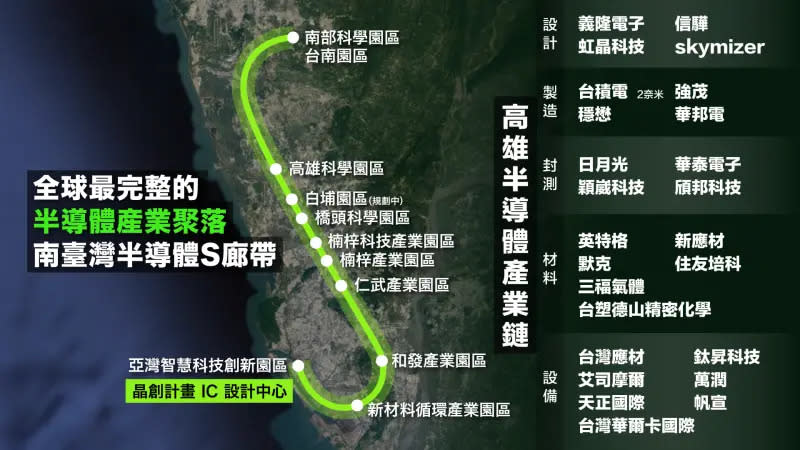 全球最完整的
半導體產業聚落
南臺灣半導體S廊帶
南部科學園區
台南園區
高雄科學園區
白埔園區(規劃中)
橋頭科學園區
楠梓科技產業園區
楠梓產業園區
仁武產業園區
和發產業園區
新材料循環產業園區
亞灣智慧科技創新園區
晶創計畫 IC 設計中心
高雄半導體產業鏈
設計
義隆電子 信驊
虹晶科技 skymizer
製造
台積電 2奈米 強茂
穩懋 華邦電
封測
日月光 華泰電子
穎崴科技 頎邦科技
材料
英特格 新應材
默克 住友培科
三福氣體
台塑德山精密化學
設備
台灣應材 鈦昇科技
艾司摩爾 萬潤
天正國際 帆宣
台灣華爾卡國際